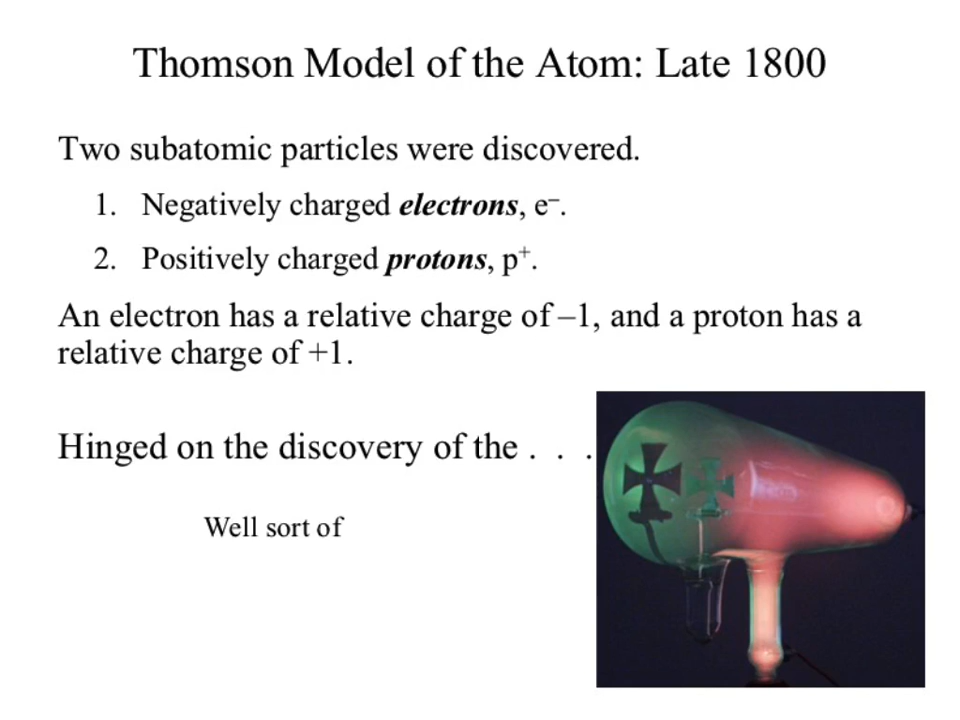 Thomson Model of the Atom: Late 1800
Two subatomic particles were discovered.
1. Negatively charged electrons, e⁻.
2. Positively charged protons, p⁺.
An electron has a relative charge of –1, and a proton has a
relative charge of +1.
Hinged on the discovery of the . . .
Well sort of